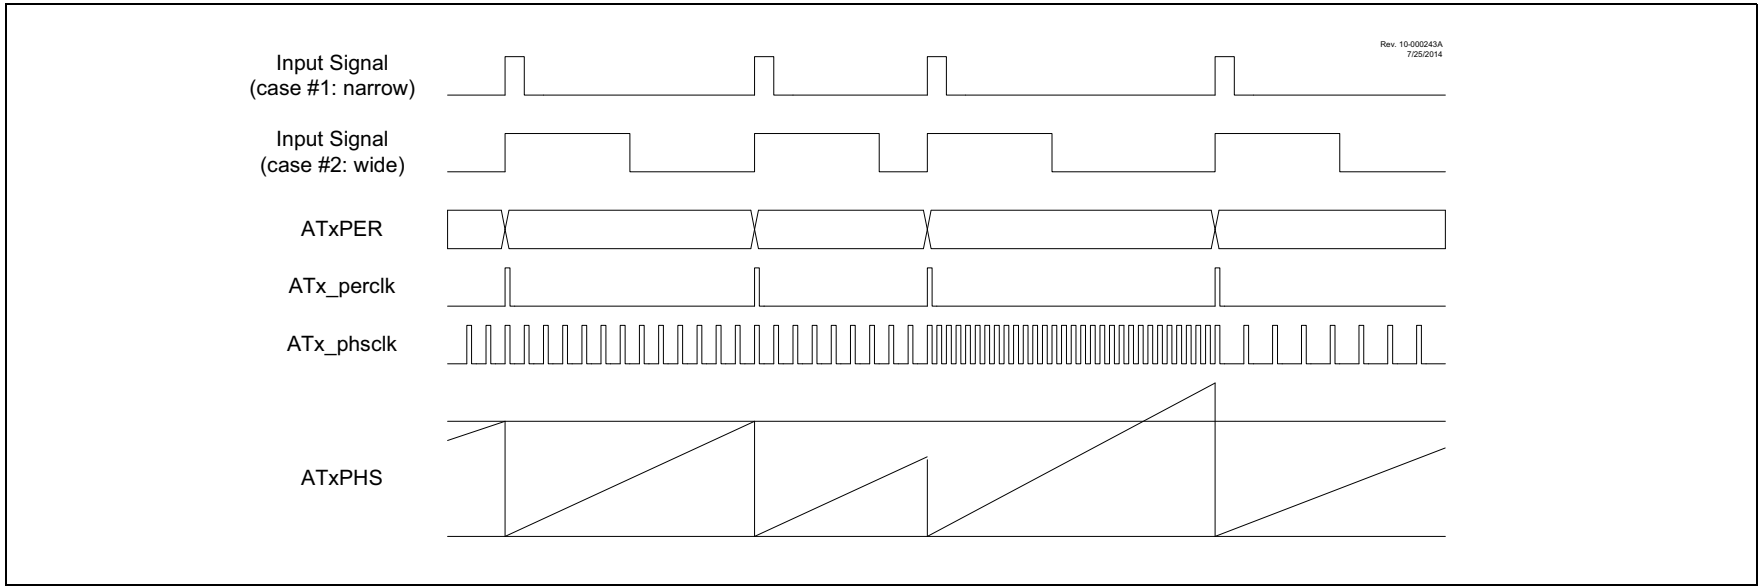 Rev. 10-000243A
7/25/2014
Input Signal
(case #1: narrow)
Input Signal
(case #2: wide)
ATxPER
ATx_perclk
ATx_phsclk
ATxPHS